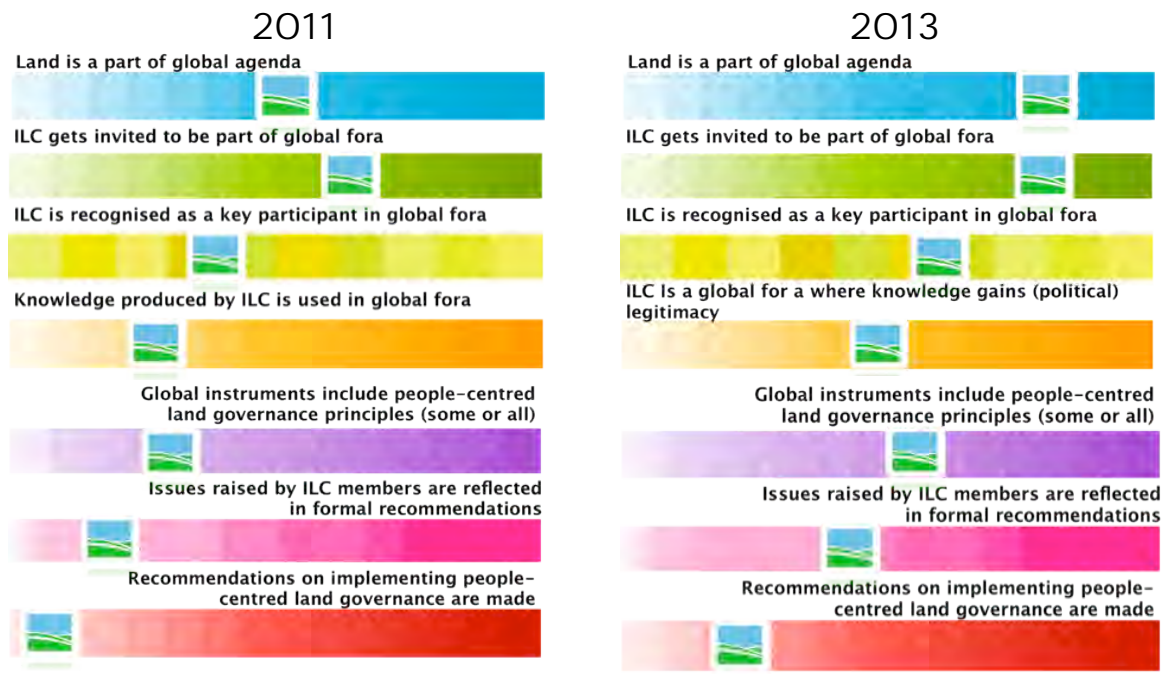 2011
Land is a part of global agenda
ILC gets invited to be part of global fora
ILC is recognised as a key participant in global fora
Knowledge produced by ILC is used in global fora
Global instruments include people-centred
land governance principles (some or all)
Issues raised by ILC members are reflected
in formal recommendations
Recommendations on implementing people-
centred land governance are made
2013
Land is a part of global agenda
ILC gets invited to be part of global fora
ILC is recognised as a key participant in global fora
ILC Is a global for a where knowledge gains (political)
legitimacy
Global instruments include people-centred
land governance principles (some or all)
Issues raised by ILC members are reflected
in formal recommendations
Recommendations on implementing people-
centred land governance are made